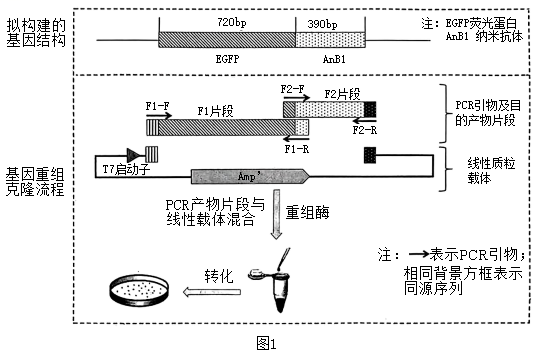 拟构建的
基因结构
720bp
390bp
EGFP
AnB1
注：EGFP荧光蛋白
AnB1 纳米抗体
基因重组
克隆流程
F1-F
F1片段
F2-F
F2片段
F1-R
F2-R
PCR引物及目
的产物片段
T7启动子
Amp'
线性质粒
载体
PCR产物片段与
线性载体混合
重组酶
转化
注：→表示PCR引物；
相同背景方框表示
同源序列
图1